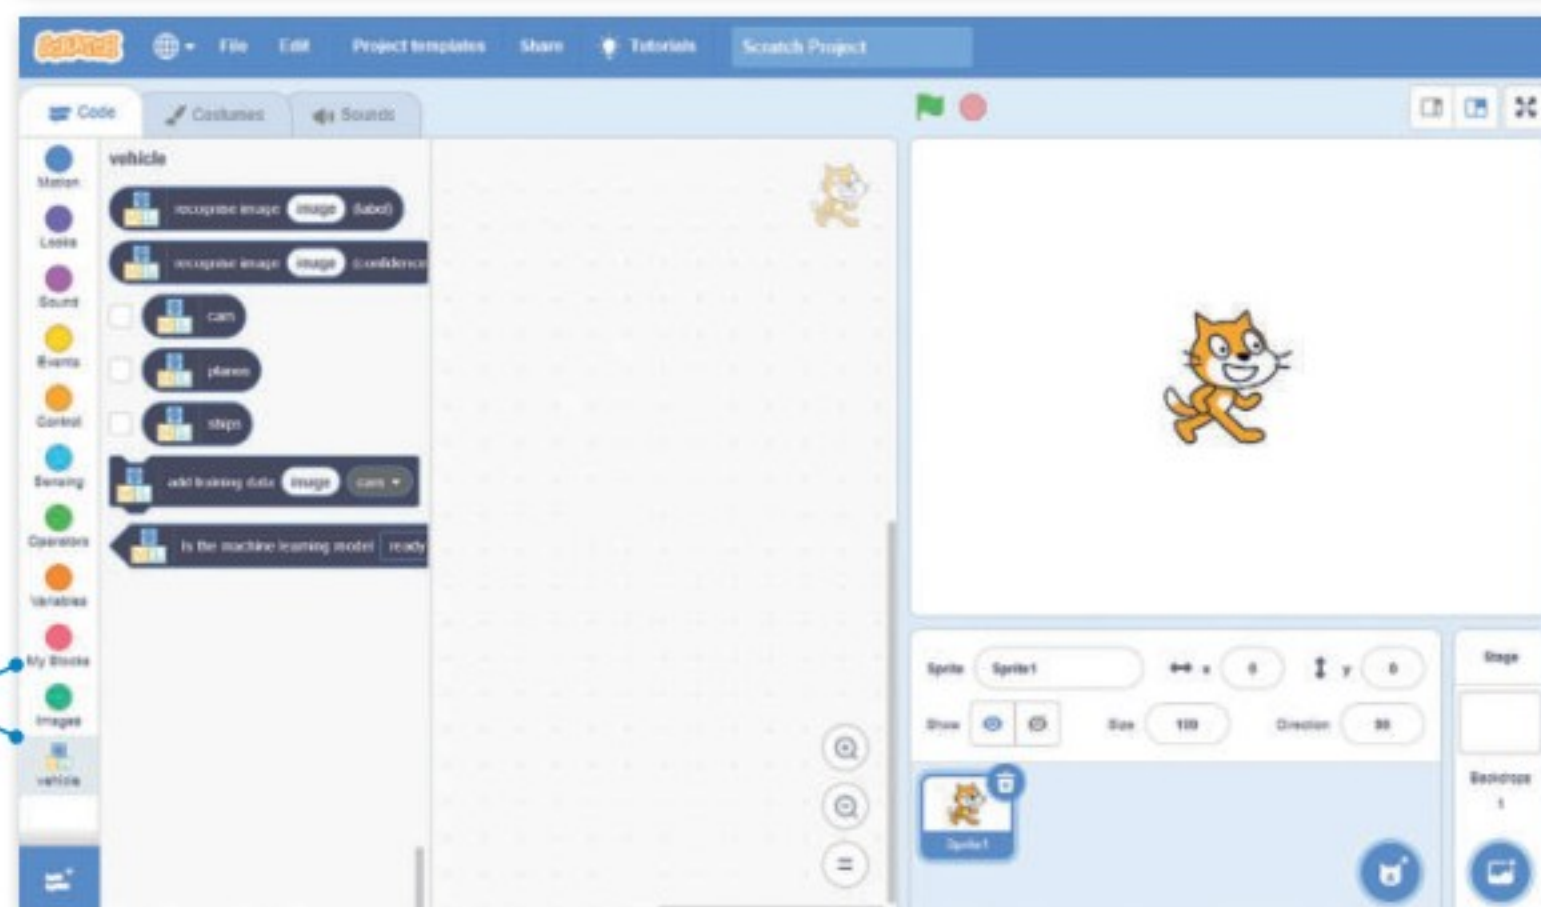 SCRATCH File Edit Project templates Share Tutorials Scratch Project
Code Costumes Sounds
Motion
Looks
Sound
Events
Control
Sensing
Operators
Variables
My Blocks
Images
vehicle
vehicle
recognise image image (label)
recognise image image (confidence
cars
planes
ships
add training data image cars
Is the machine learning model ready
Sprite Sprite1 x 0 y 0
Show Size 100 Direction 90
Sprite1
Stage
Backdrops
1